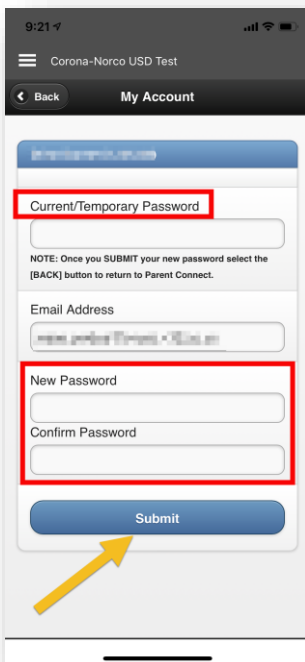 9:21
Corona-Norco USD Test
Back
My Account
Current/Temporary Password
NOTE: Once you SUBMIT your new password select the
[BACK] button to return to Parent Connect.
Email Address
New Password
Confirm Password
Submit